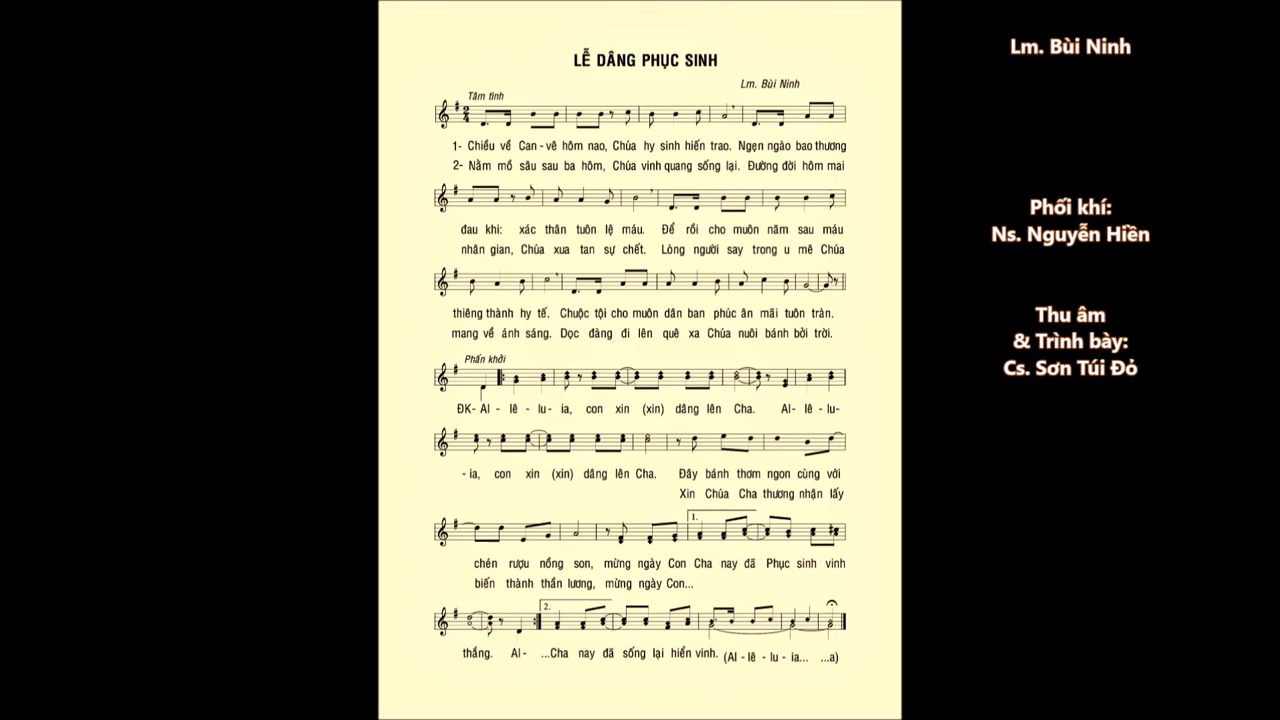 LỄ DÂNG PHỤC SINH
Lm. Bùi Ninh
Tâm tình
1- Chiều về Can - vê hôm nao, Chúa hy sinh hiến trao. Ngẹn ngào bao thương
2- Nằm mồ sâu sau ba hôm, Chúa vinh quang sống lại. Đường đời hôm mai
đau khi: xác thân tuôn lệ máu. Để rồi cho muôn năm sau máu
nhân gian, Chúa xua tan sự chết. Lòng người say trong u mê Chúa
thiêng thành hy tế. Chuộc tội cho muôn dân ban phúc ân mãi tuôn tràn.
mang về ánh sáng. Dọc đàng đi lên quê xa Chúa nuôi bánh bởi trời.
Phấn khởi
ĐK- Al - lê - lu - ia, con xin (xin) dâng lên Cha. Al- lê - lu-
- ia, con xin (xin) dâng lên Cha. Đây bánh thơm ngon cùng với
Xin Chúa Cha thương nhận lấy
1.
chén rượu nồng son, mừng ngày Con Cha nay đã Phục sinh vinh
biến thành thần lương, mừng ngày Con...
2.
thắng. Al- ...Cha nay đã sống lại hiển vinh. (Al - lê - lu - ia... ...a)
Lm. Bùi Ninh
Phối khí:
Ns. Nguyễn Hiền
Thu âm
& Trình bày:
Cs. Sơn Túi Đỏ